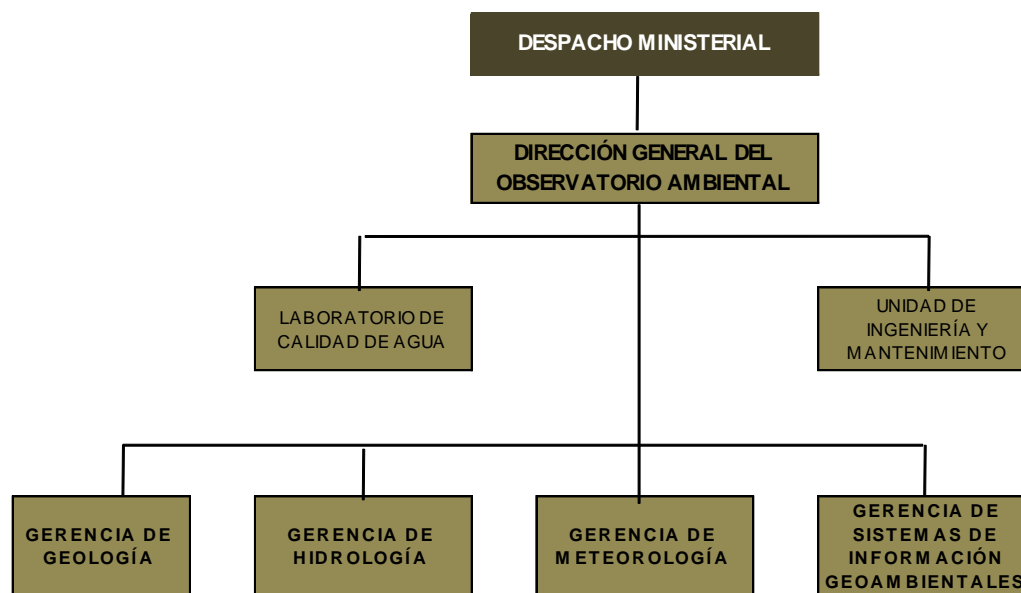 DESPACHO MINISTERIAL
DIRECCIÓN GENERAL DEL
OBSERVATORIO AMBIENTAL
LABORATORIO DE
CALIDAD DE AGUA
UNIDAD DE
INGENIERÍA Y
MANTENIMIENTO
GERENCIA DE
GEOLOGÍA
GERENCIA DE
HIDROLOGÍA
GERENCIA DE
METEOROLOGÍA
GERENCIA DE
SISTEMAS DE
INFORMACIÓN
GEOAMBIENTALES